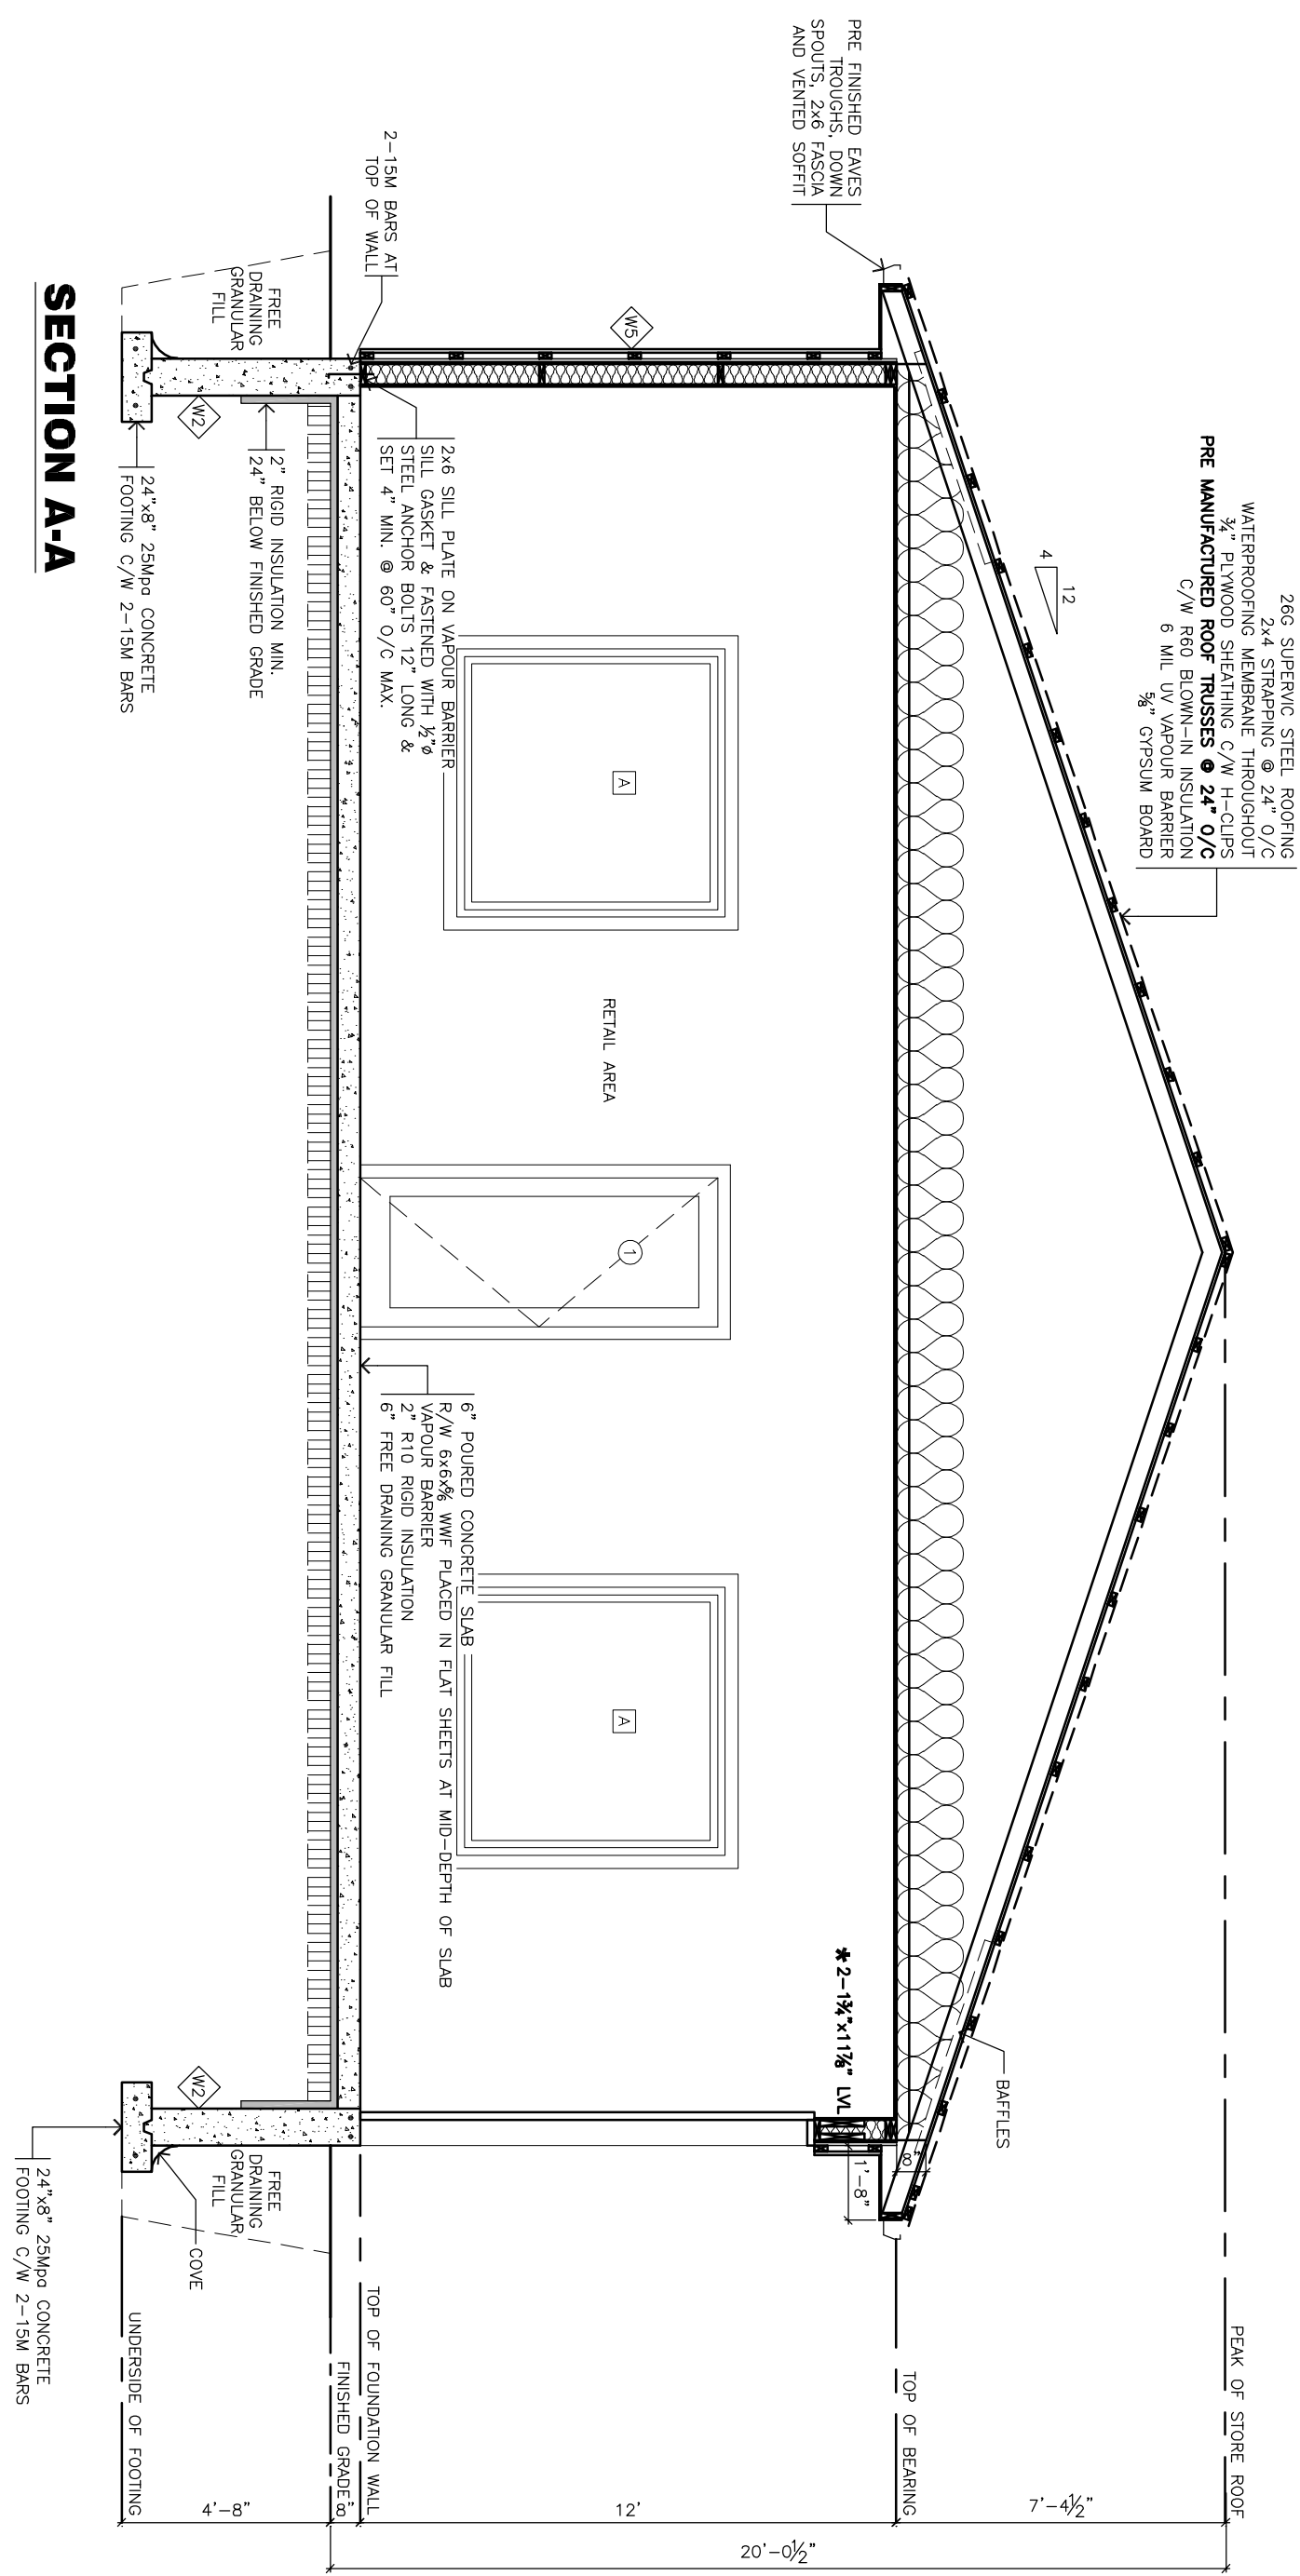 26G SUPERVIC STEEL ROOFING
2x4 STRAPPING @ 24" O/C
WATERPROOFING MEMBRANE THROUGHOUT
¾" PLYWOOD SHEATHING C/W H-CLIPS
PRE MANUFACTURED ROOF TRUSSES @ 24" O/C
C/W R60 BLOWN-IN INSULATION
6 MIL UV VAPOUR BARRIER
⅝" GYPSUM BOARD
12
4
PEAK OF STORE ROOF
7'-4½"
20'-0½"
BAFFLES
PRE FINISHED EAVES
TROUGHS, DOWN
SPOUTS, 2x6 FASCIA
AND VENTED SOFFIT
TOP OF BEARING
8"
1'-8"
*2-1¾"x11⅞" LVL
W5
A
RETAIL AREA
1
A
12'
2x6 SILL PLATE ON VAPOUR BARRIER
SILL GASKET & FASTENED WITH ½"ø
STEEL ANCHOR BOLTS 12" LONG &
SET 4" MIN. @ 60" O/C MAX.
6" POURED CONCRETE SLAB
R/W 6x6x6/6 WWF PLACED IN FLAT SHEETS AT MID-DEPTH OF SLAB
VAPOUR BARRIER
2" R10 RIGID INSULATION
6" FREE DRAINING GRANULAR FILL
2-15M BARS AT
TOP OF WALL
TOP OF FOUNDATION WALL
8"
FINISHED GRADE
FREE
DRAINING
GRANULAR
FILL
W2
2" RIGID INSULATION MIN.
24" BELOW FINISHED GRADE
W2
FREE
DRAINING
GRANULAR
FILL
COVE
4'-8"
UNDERSIDE OF FOOTING
24"x8" 25Mpa CONCRETE
FOOTING C/W 2-15M BARS
24"x8" 25Mpa CONCRETE
FOOTING C/W 2-15M BARS
SECTION A-A